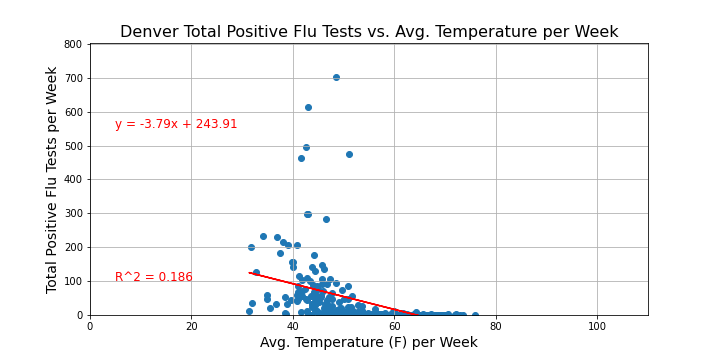 Denver Total Positive Flu Tests vs. Avg. Temperature per Week
Total Positive Flu Tests per Week
800
700
600
500
400
300
200
100
0
y = -3.79x + 243.91
R^2 = 0.186
0 20 40 60 80 100
Avg. Temperature (F) per Week